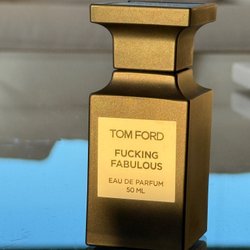 TOM FORD
FUCKING
FABULOUS
EAU DE PARFUM
50 ML